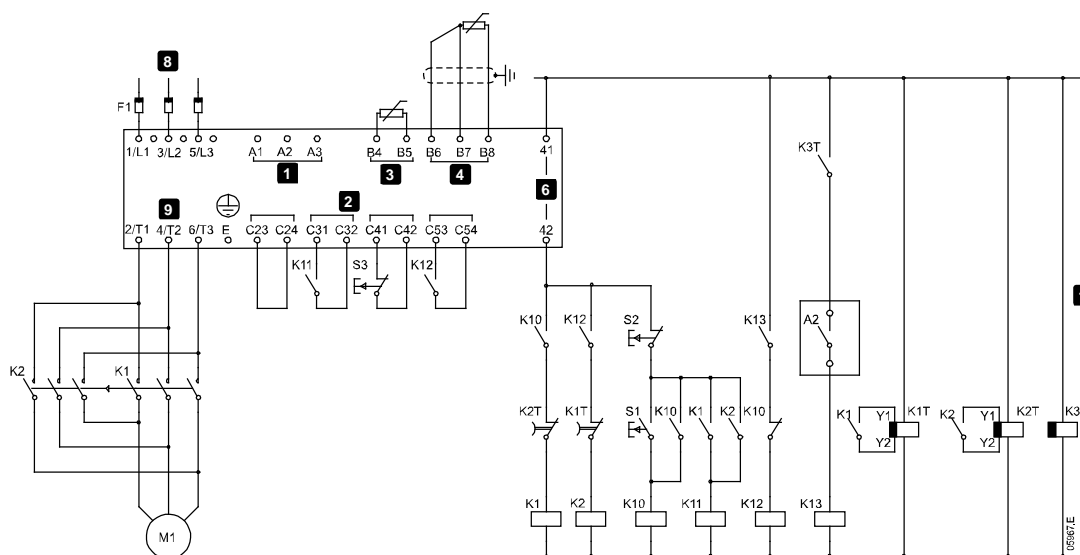 8
F1
1/L1 3/L2 5/L3 A1 A2 A3 B4 B5 B6 B7 B8 41
1 3 4 6
9 2
2/T1 4/T2 6/T3 E C23 C24 C31 C32 C41 C42 C53 C54 42
K11 S3 K12
K3T
K10 K12 S2 K13 A2
K2 K1
K2T K1T S1 K10 K1 K2 K10 K1 Y1 K1T K2 Y1 K2T K3
Y2 Y2
K1 K2 K10 K11 K12 K13
M1
05967.E